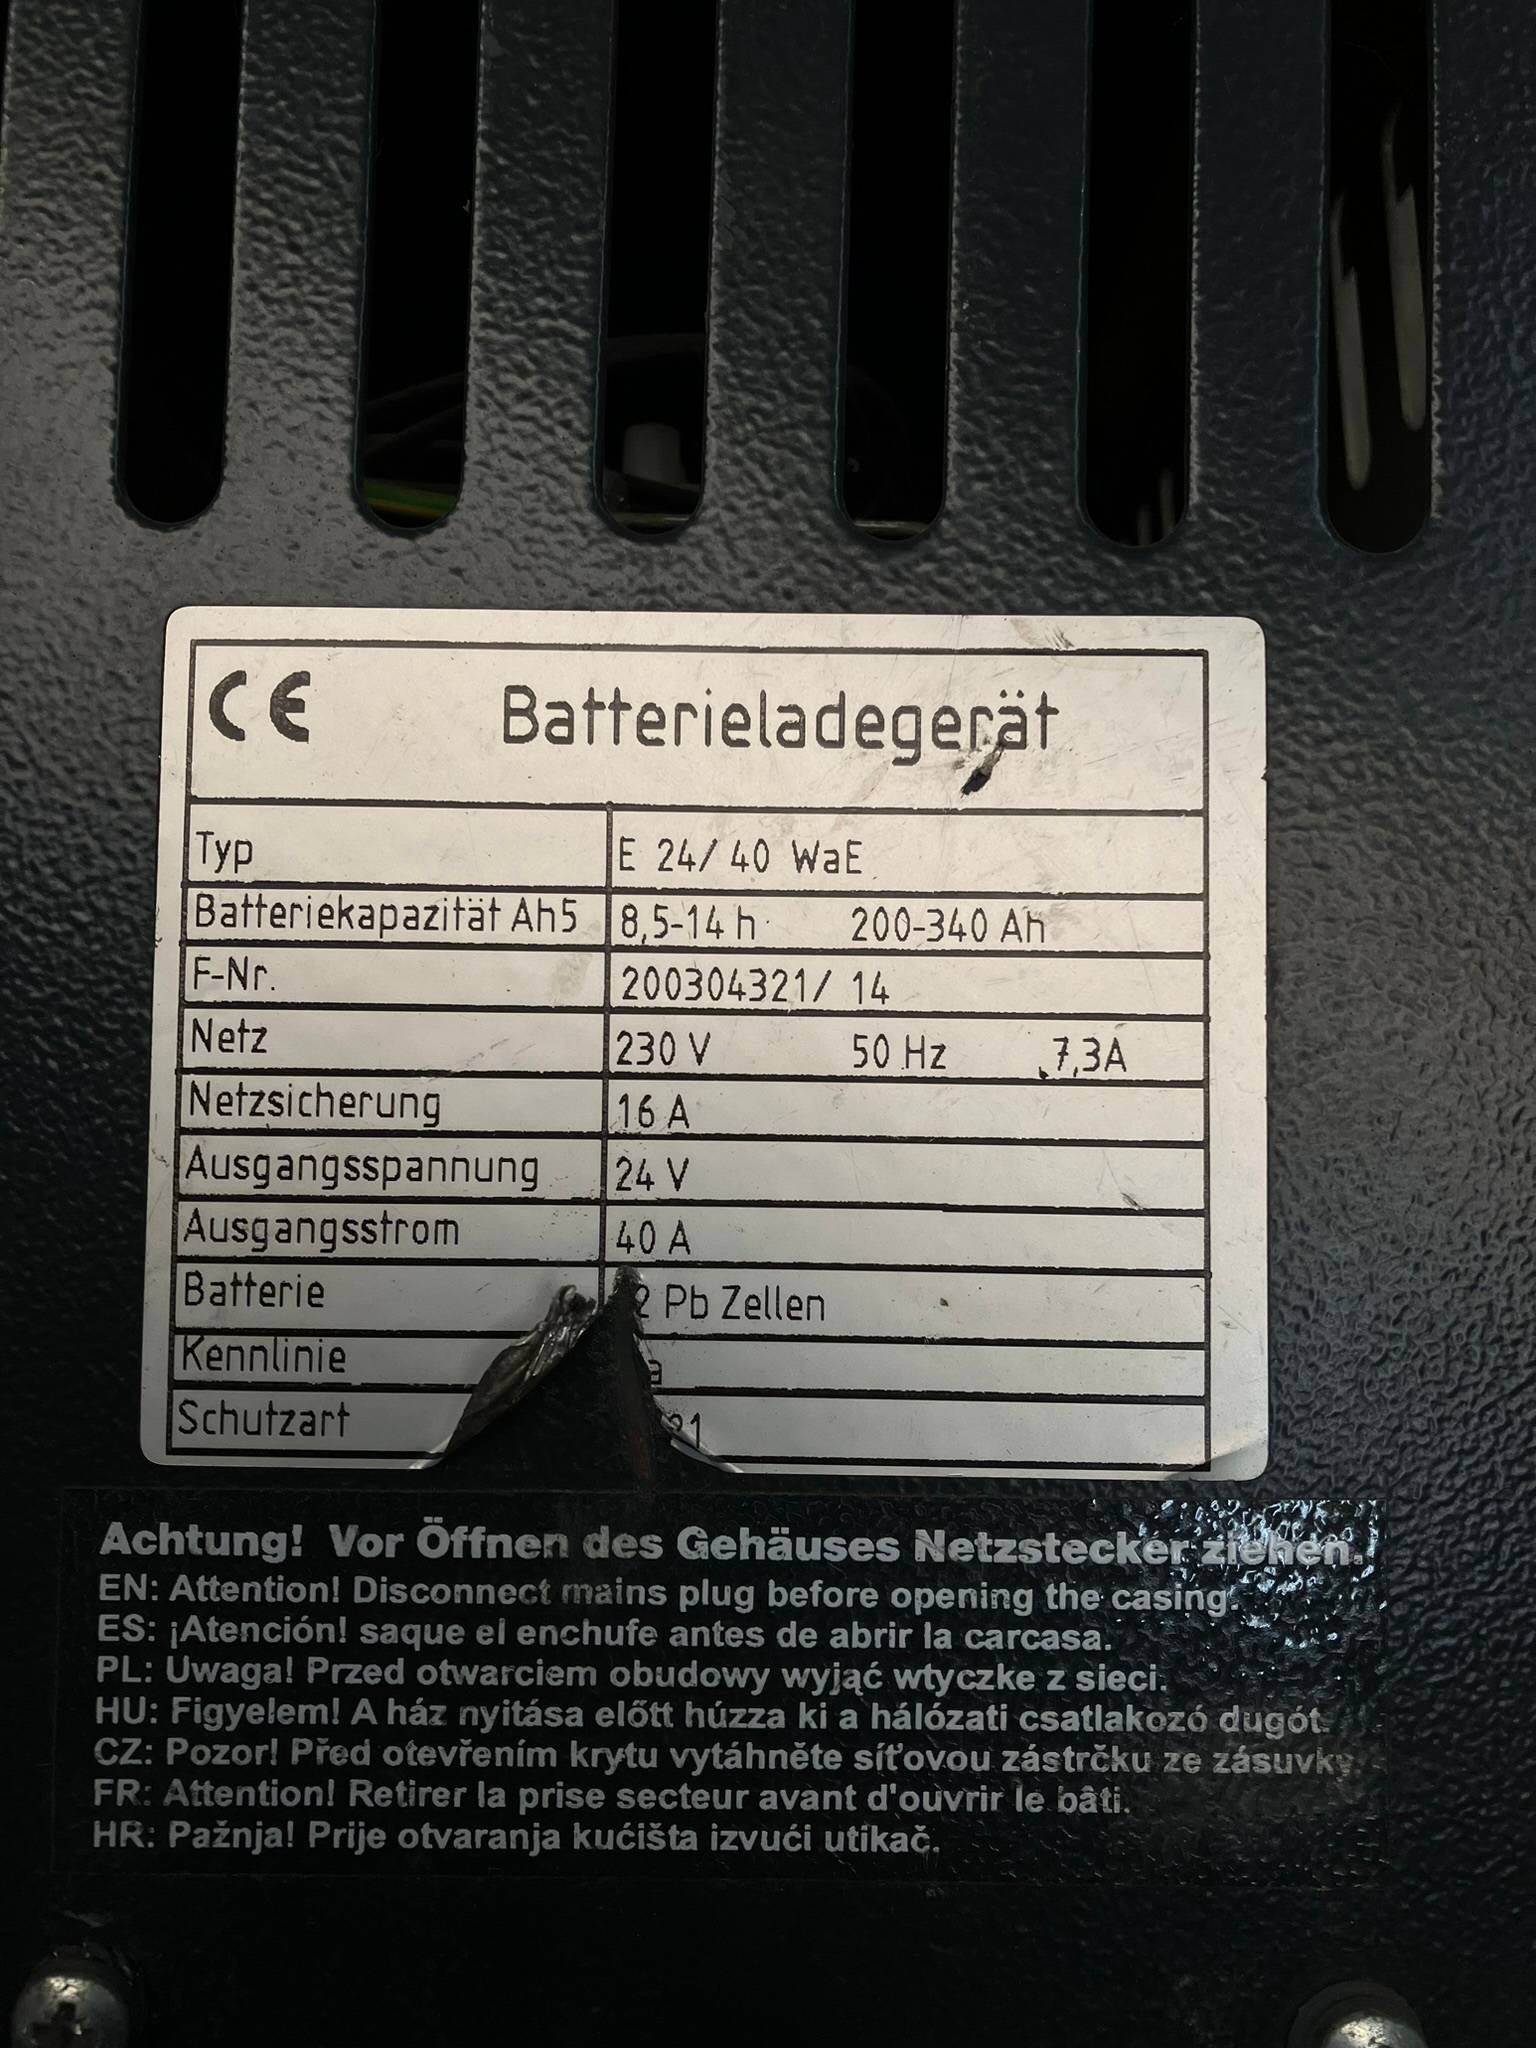 CE Batterieladegerät
Typ E 24/ 40 WaE
Batteriekapazität Ah5 8,5-14 h 200-340 Ah
F-Nr. 200304321/ 14
Netz 230 V 50 Hz 7,3A
Netzsicherung 16 A
Ausgangsspannung 24 V
Ausgangsstrom 40 A
Batterie 2 Pb Zellen
Kennlinie a
Schutzart 21
Achtung! Vor Öffnen des Gehäuses Netzstecker ziehen.
EN: Attention! Disconnect mains plug before opening the casing.
ES: ¡Atención! saque el enchufe antes de abrir la carcasa.
PL: Uwaga! Przed otwarciem obudowy wyjąć wtyczke z sieci.
HU: Figyelem! A ház nyitása előtt húzza ki a hálózati csatlakozó dugót.
CZ: Pozor! Před otevřením krytu vytáhněte síťovou zástrčku ze zásuvky.
FR: Attention! Retirer la prise secteur avant d'ouvrir le bâti.
HR: Pažnja! Prije otvaranja kućišta izvući utikač.